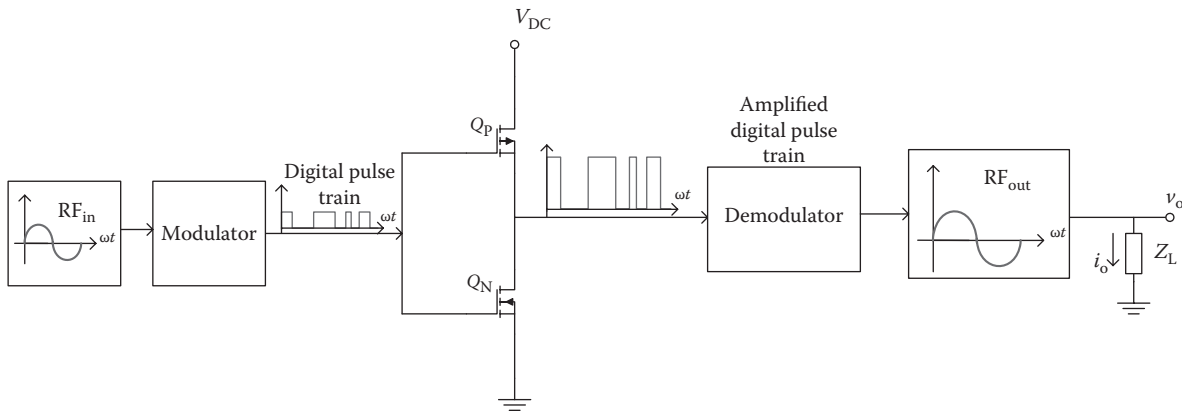 V_DC
Q_P
Amplified
digital pulse
train
Digital pulse
train
RF_in
ωt
Modulator
ωt
ωt
Demodulator
RF_out
ωt
v_o
i_o
Z_L
Q_N